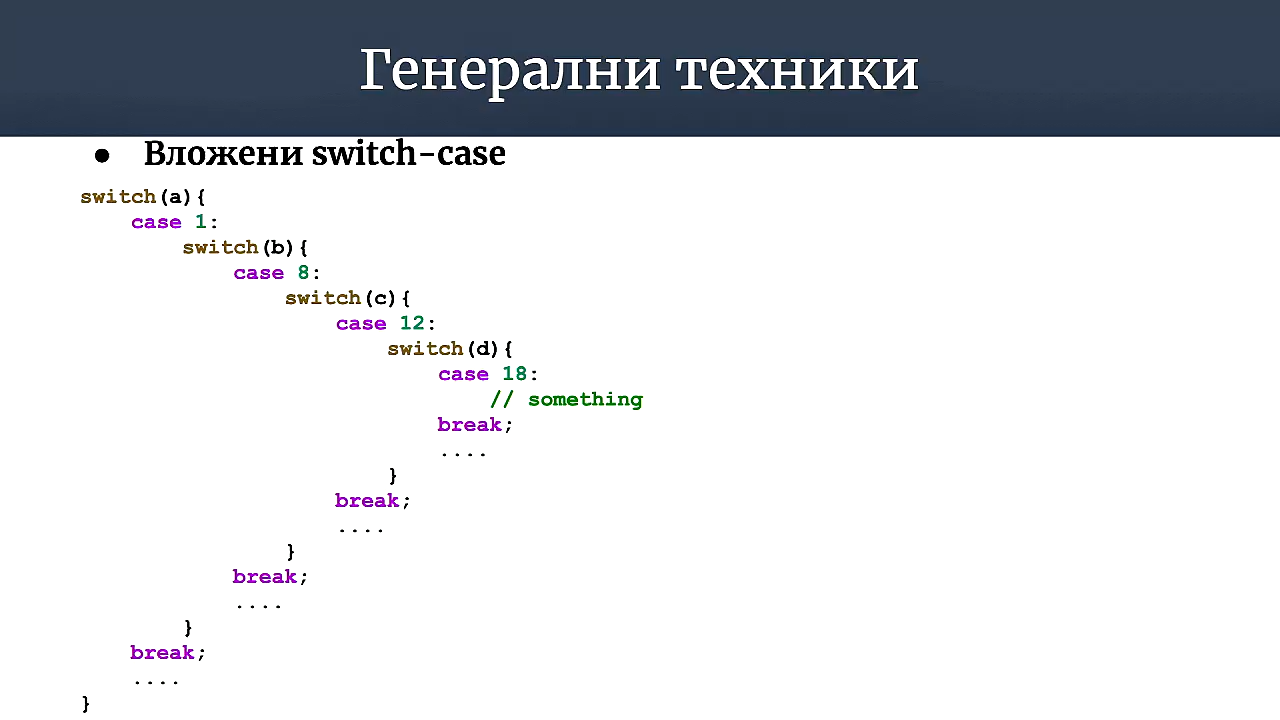 Генерални техники
● Вложени switch-case
switch(a){
    case 1:
        switch(b){
            case 8:
                switch(c){
                    case 12:
                        switch(d){
                            case 18:
                                // something
                            break;
                            ....
                        }
                    break;
                    ....
                }
            break;
            ....
        }
    break;
    ....
}